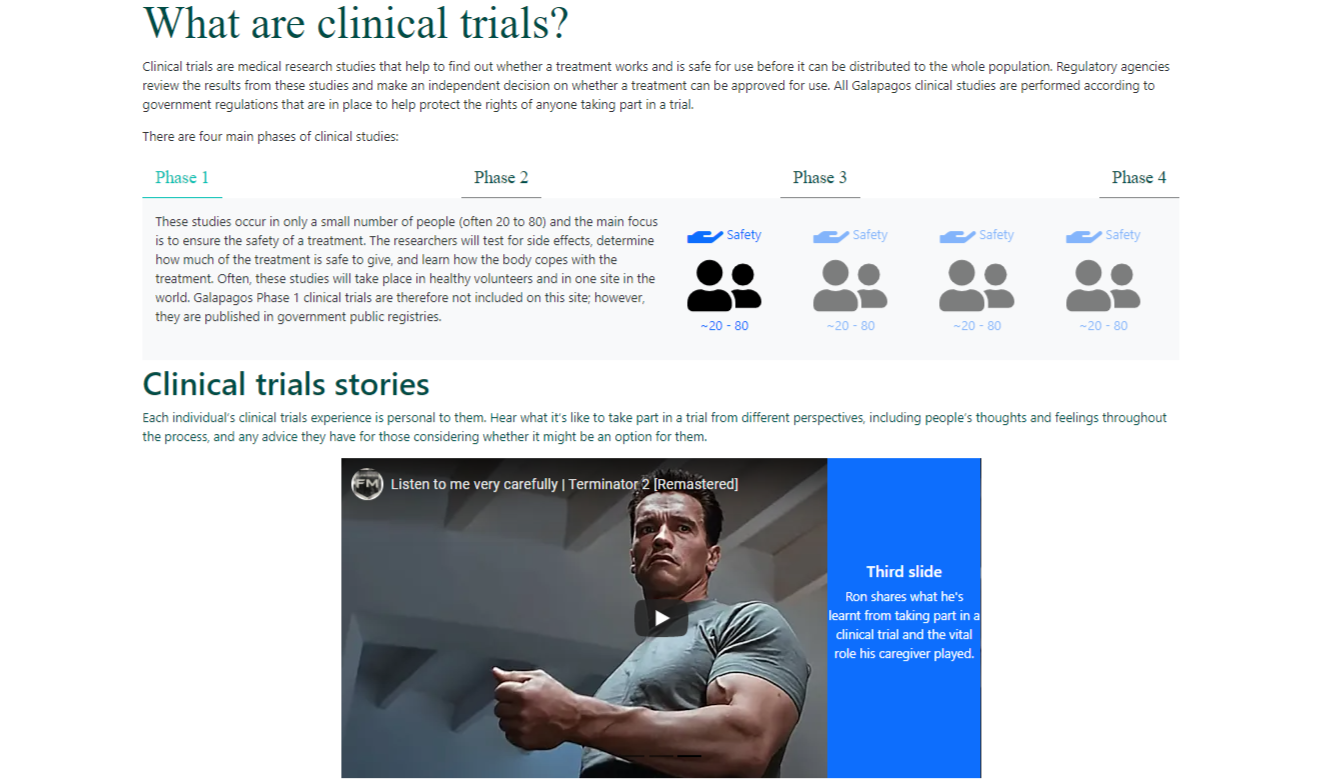 What are clinical trials?
Clinical trials are medical research studies that help to find out whether a treatment works and is safe for use before it can be distributed to the whole population. Regulatory agencies
review the results from these studies and make an independent decision on whether a treatment can be approved for use. All Galapagos clinical studies are performed according to
government regulations that are in place to help protect the rights of anyone taking part in a trial.
There are four main phases of clinical studies:
Phase 1
Phase 2
Phase 3
Phase 4
These studies occur in only a small number of people (often 20 to 80) and the main focus
is to ensure the safety of a treatment. The researchers will test for side effects, determine
how much of the treatment is safe to give, and learn how the body copes with the
treatment. Often, these studies will take place in healthy volunteers and in one site in the
world. Galapagos Phase 1 clinical trials are therefore not included on this site; however,
they are published in government public registries.
Safety
Safety
Safety
Safety
~20 - 80
~20 - 80
~20 - 80
~20 - 80
Clinical trials stories
Each individual's clinical trials experience is personal to them. Hear what it's like to take part in a trial from different perspectives, including people's thoughts and feelings throughout
the process, and any advice they have for those considering whether it might be an option for them.
FM
Listen to me very carefully | Terminator 2 [Remastered]
Third slide
Ron shares what he's
learnt from taking part in a
clinical trial and the vital
role his caregiver played.